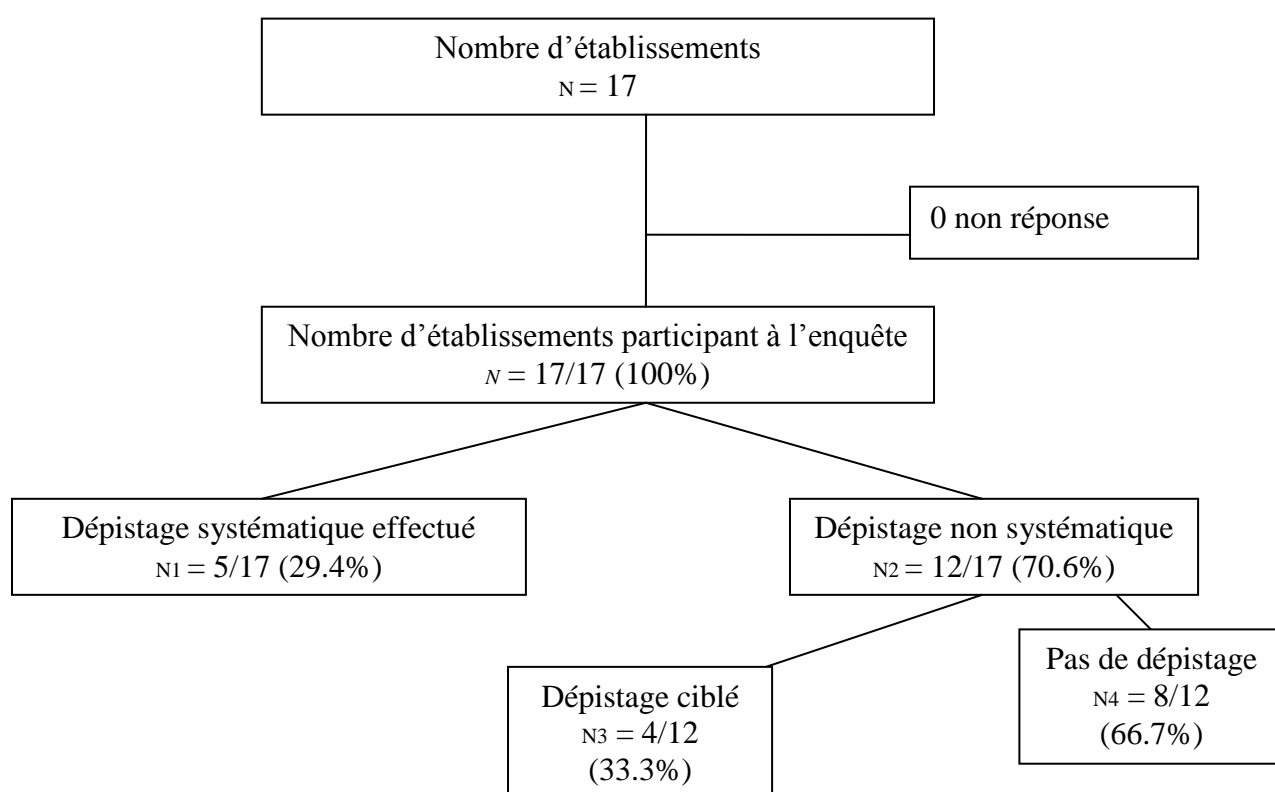 Nombre d’établissements
N = 17
0 non réponse
Nombre d’établissements participant à l’enquête
N = 17/17 (100%)
Dépistage systématique effectué
N1 = 5/17 (29.4%)
Dépistage non systématique
N2 = 12/17 (70.6%)
Dépistage ciblé
N3 = 4/12
(33.3%)
Pas de dépistage
N4 = 8/12
(66.7%)